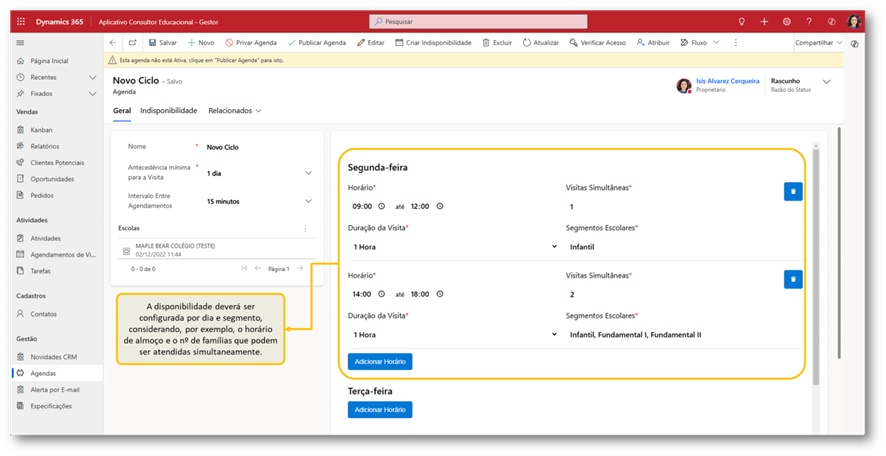 Dynamics 365
Aplicativo Consultor Educacional - Gestor
Pesquisar
Salvar
Novo
Privar Agenda
Publicar Agenda
Editar
Criar Indisponibilidade
Excluir
Atualizar
Verificar Acesso
Atribuir
Fluxo
Compartilhar
Esta agenda não está Ativa, clique em "Publicar Agenda" para isto.
Página Inicial
Recentes
Fixados
Vendas
Kanban
Relatórios
Clientes Potenciais
Oportunidades
Pedidos
Atividades
Atividades
Agendamentos de Vi...
Tarefas
Cadastros
Contatos
Gestão
Novidades CRM
Agendas
Alerta por E-mail
Especificações
Novo Ciclo - Salvo
Agenda
Isis Alvarez Cerqueira
Proprietário
Rascunho
Razão do Status
Geral
Indisponibilidade
Relacionados
Nome * Novo Ciclo
Antecedência mínima * 1 dia
para a Visita
Intervalo Entre 15 minutos
Agendamentos
Escolas
MAPLE BEAR COLÉGIO (TESTE)
02/12/2022 11:44
0 - 0 de 0
Página 1
A disponibilidade deverá ser
configurada por dia e segmento,
considerando, por exemplo, o horário
de almoço e o nº de famílias que podem
ser atendidas simultaneamente.
Segunda-feira
Horário* Visitas Simultâneas*
09:00 até 12:00 1
Duração da Visita* Segmentos Escolares*
1 Hora Infantil
Horário* Visitas Simultâneas*
14:00 até 18:00 2
Duração da Visita* Segmentos Escolares*
1 Hora Infantil, Fundamental I, Fundamental II
Adicionar Horário
Terça-feira
Adicionar Horário